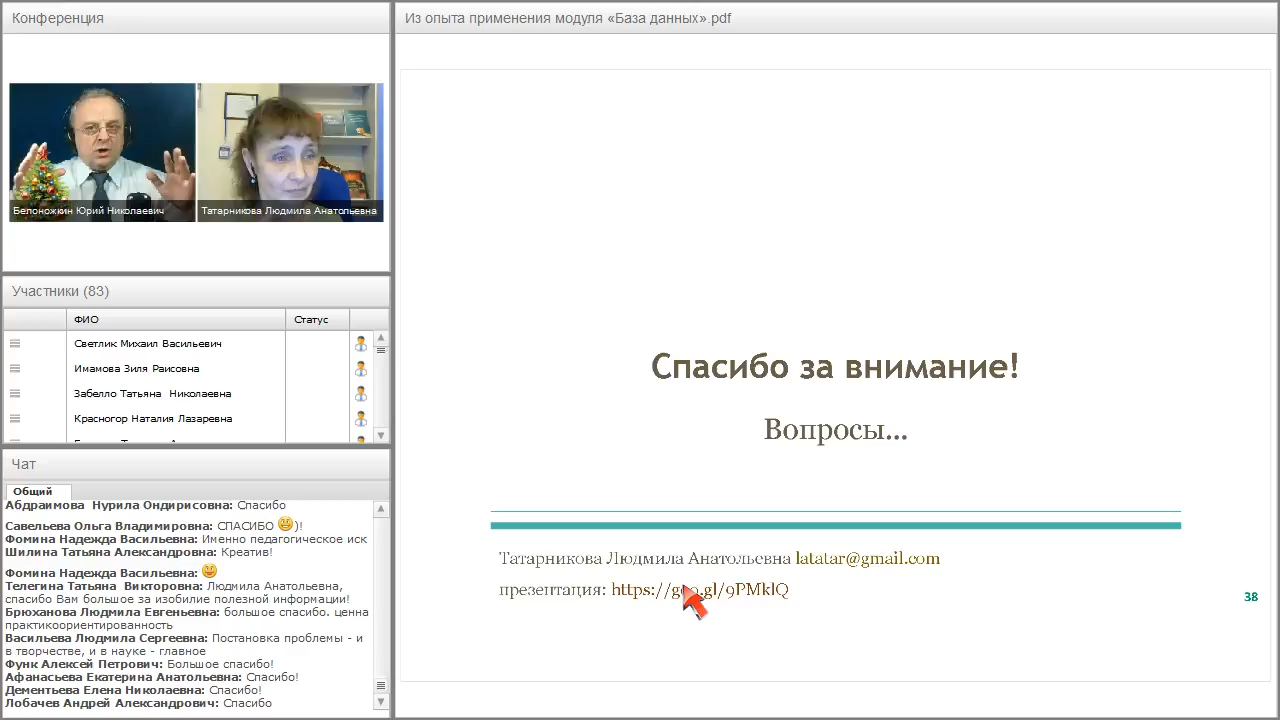 Конференция
Белоножкин Юрий Николаевич
Татарникова Людмила Анатольевна
Участники (83)
ФИО
Статус
Светлик Михаил Васильевич
Имамова Зиля Раисовна
Забелло Татьяна Николаевна
Красногор Наталия Лазаревна
Чат
Общий
Абдраимова Нурила Ондирисовна: Спасибо
Савельева Ольга Владимировна: СПАСИБО )!
Фомина Надежда Васильевна: Именно педагогическое иск
Шилина Татьяна Александровна: Креатив!
Фомина Надежда Васильевна:
Телегина Татьяна Викторовна: Людмила Анатольевна,
спасибо Вам большое за изобилие полезной информации!
Брюханова Людмила Евгеньевна: большое спасибо. ценна
практикоориентированность
Васильева Людмила Сергеевна: Постановка проблемы - и
в творчестве, и в науке - главное
Функ Алексей Петрович: Большое спасибо!
Афанасьева Екатерина Анатольевна: Спасибо!
Дементьева Елена Николаевна: Спасибо!
Лобачев Андрей Александрович: Спасибо
Из опыта применения модуля «База данных».pdf
Спасибо за внимание!
Вопросы...
Татарникова Людмила Анатольевна latatar@gmail.com
презентация: https://goo.gl/9PMklQ
38